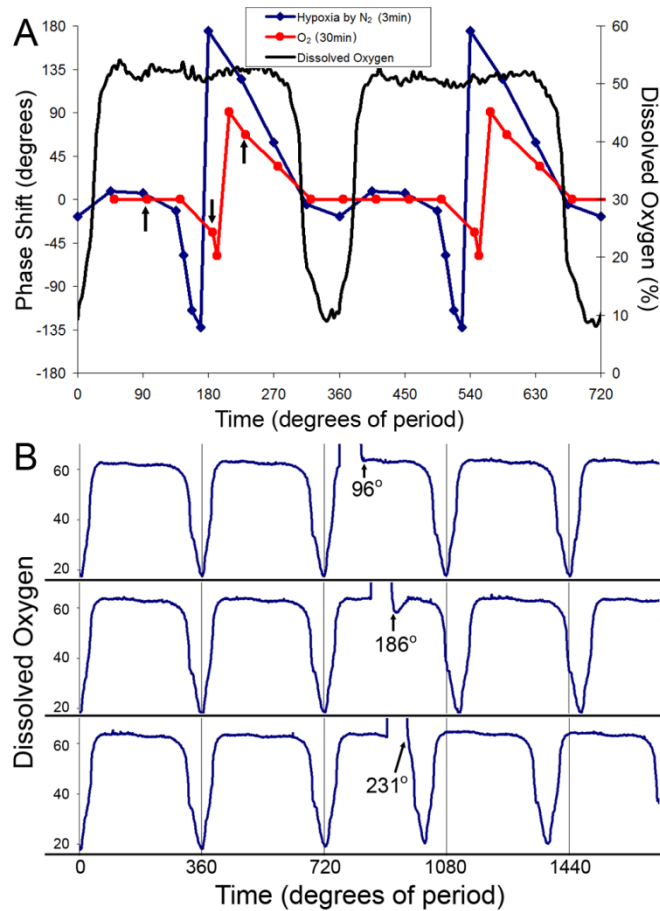 A
Hypoxia by N2 (3min)
O2 (30min)
Dissolved Oxygen
Phase Shift (degrees)
180
135
90
45
0
-45
-90
-135
-180
Dissolved Oxygen (%)
60
50
40
30
20
10
0
0 90 180 270 360 450 540 630 720
Time (degrees of period)
B
Dissolved Oxygen
60
40
20
96°
60
40
20
186°
60
40
20
231°
0 360 720 1080 1440
Time (degrees of period)